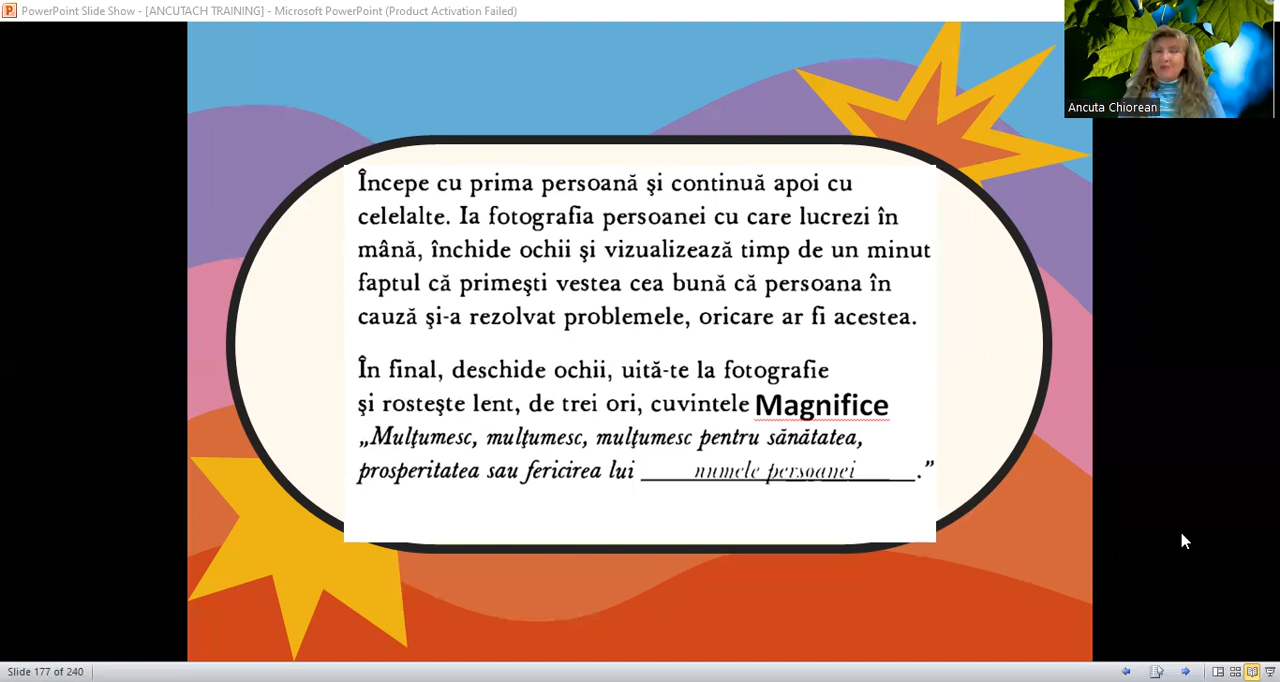 PowerPoint Slide Show - [ANCUTACH TRAINING] - Microsoft PowerPoint (Product Activation Failed)
Ancuta Chiorean
Începe cu prima persoană şi continuă apoi cu
celelalte. Ia fotografia persoanei cu care lucrezi în
mână, închide ochii şi vizualizează timp de un minut
faptul că primeşti vestea cea bună că persoana în
cauză şi-a rezolvat problemele, oricare ar fi acestea.
În final, deschide ochii, uită-te la fotografie
şi rosteşte lent, de trei ori, cuvintele Magnifice
„Mulţumesc, mulţumesc, mulţumesc pentru sănătatea,
prosperitatea sau fericirea lui numele persoanei.”
Slide 177 of 240